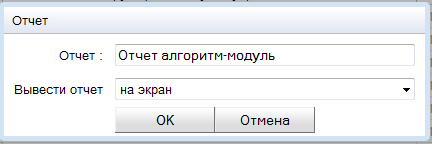 Отчет
Отчет : Отчет алгоритм-модуль
Вывести отчет на экран
OK Отмена